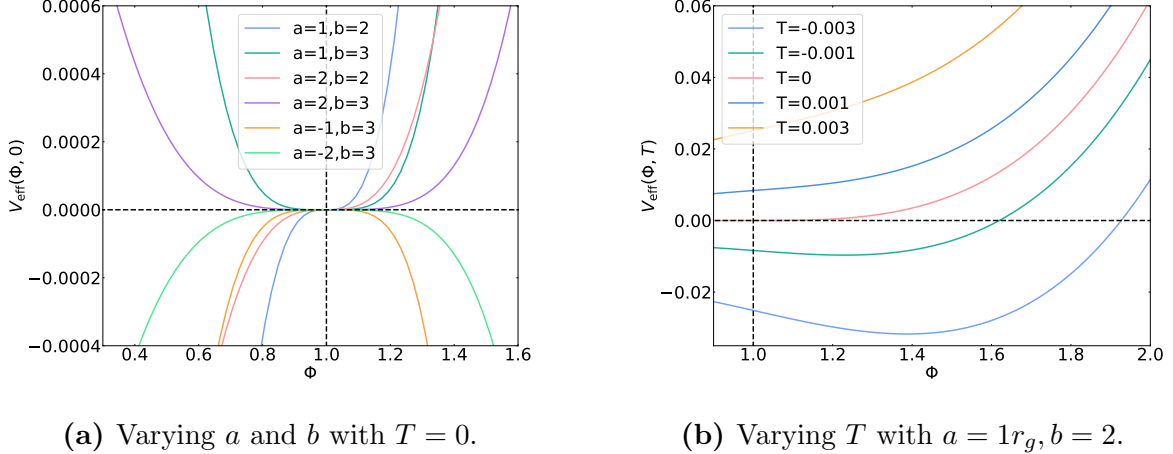 0.0006
0.0004
0.0002
0.0000
−0.0002
−0.0004
V_eff(Φ, 0)
a=1,b=2
a=1,b=3
a=2,b=2
a=2,b=3
a=-1,b=3
a=-2,b=3
0.4 0.6 0.8 1.0 1.2 1.4 1.6
Φ
(a) Varying a and b with T = 0.
0.06
0.04
0.02
0.00
−0.02
V_eff(Φ, T)
T=-0.003
T=-0.001
T=0
T=0.001
T=0.003
1.0 1.2 1.4 1.6 1.8 2.0
Φ
(b) Varying T with a = 1r_g, b = 2.